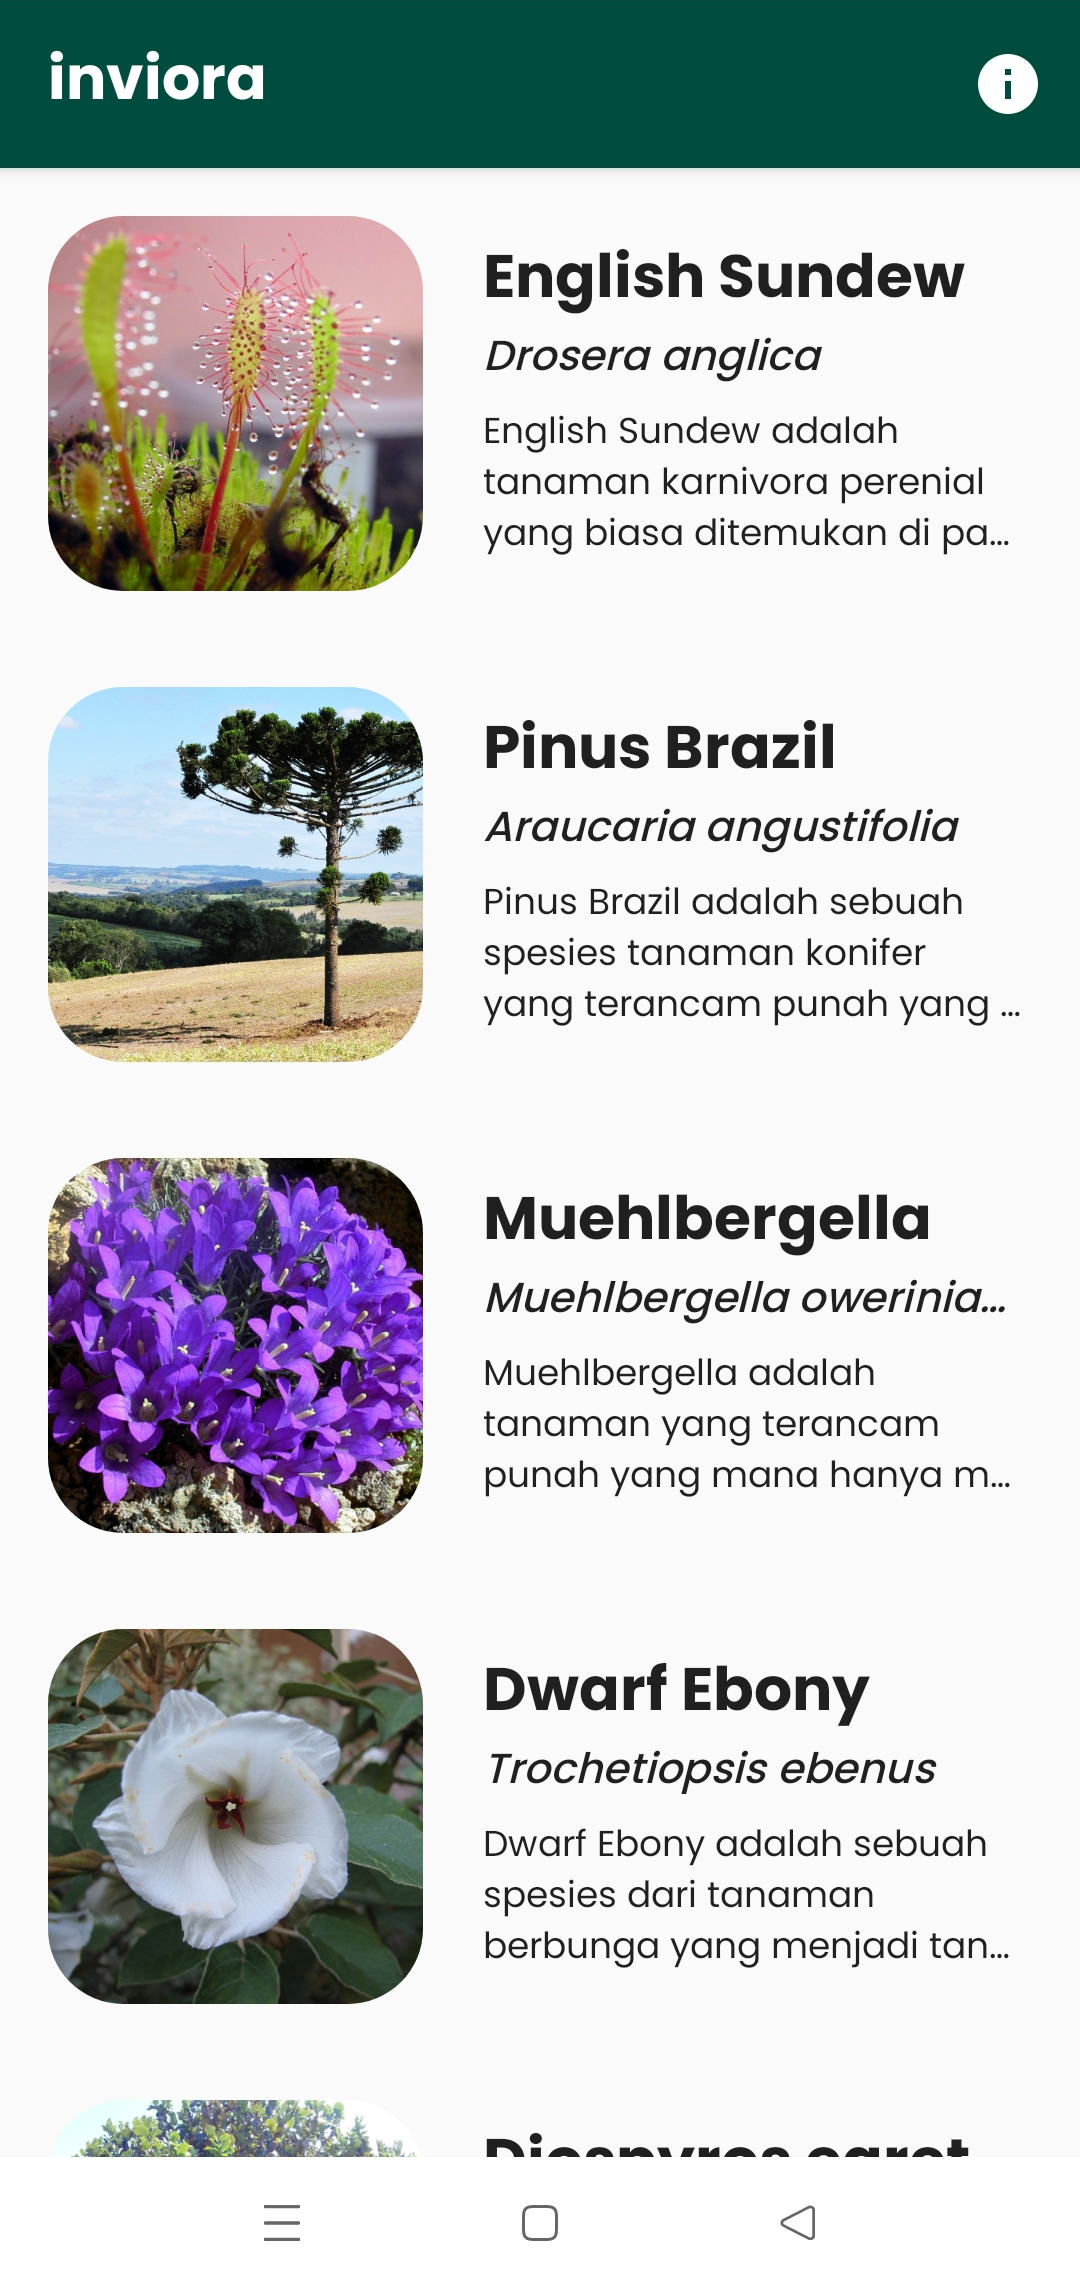 inviora
English Sundew
Drosera anglica
English Sundew adalah
tanaman karnivora perenial
yang biasa ditemukan di pa...
Pinus Brazil
Araucaria angustifolia
Pinus Brazil adalah sebuah
spesies tanaman konifer
yang terancam punah yang ...
Muehlbergella
Muehlbergella owerinia...
Muehlbergella adalah
tanaman yang terancam
punah yang mana hanya m...
Dwarf Ebony
Trochetiopsis ebenus
Dwarf Ebony adalah sebuah
spesies dari tanaman
berbunga yang menjadi tan...
Diospyros egret